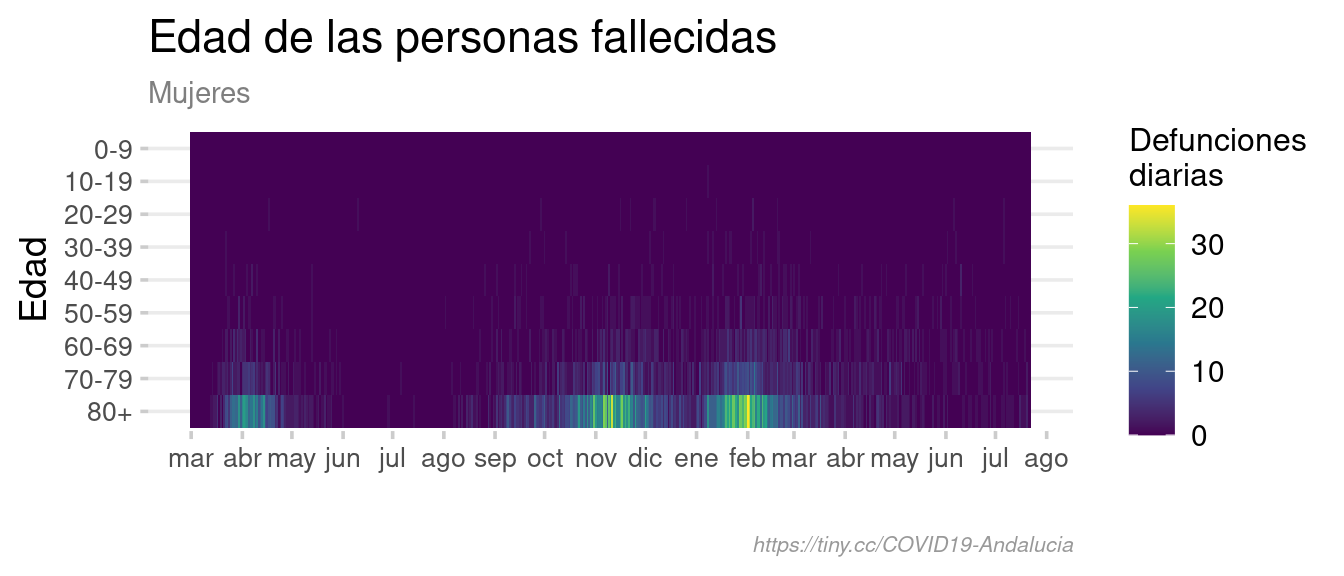 Edad de las personas fallecidas
Mujeres
Edad
0-9
10-19
20-29
30-39
40-49
50-59
60-69
70-79
80+
mar abr may jun jul ago sep oct nov dic ene feb mar abr may jun jul ago
Defunciones
diarias
30
20
10
0
https://tiny.cc/COVID19-Andalucia